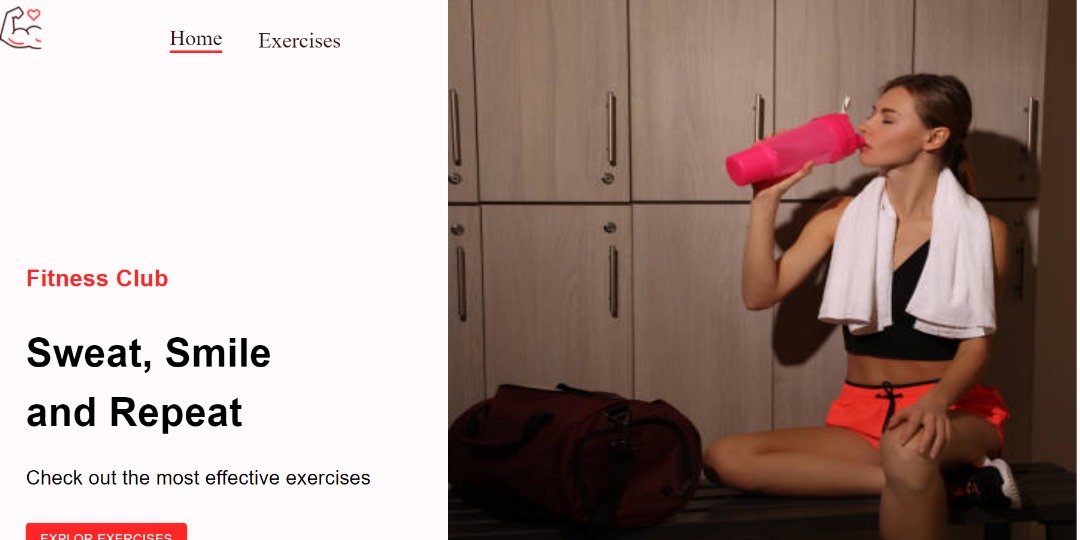 Home Exercises
Fitness Club
Sweat, Smile
and Repeat
Check out the most effective exercises
EXPLOR EXERCISES